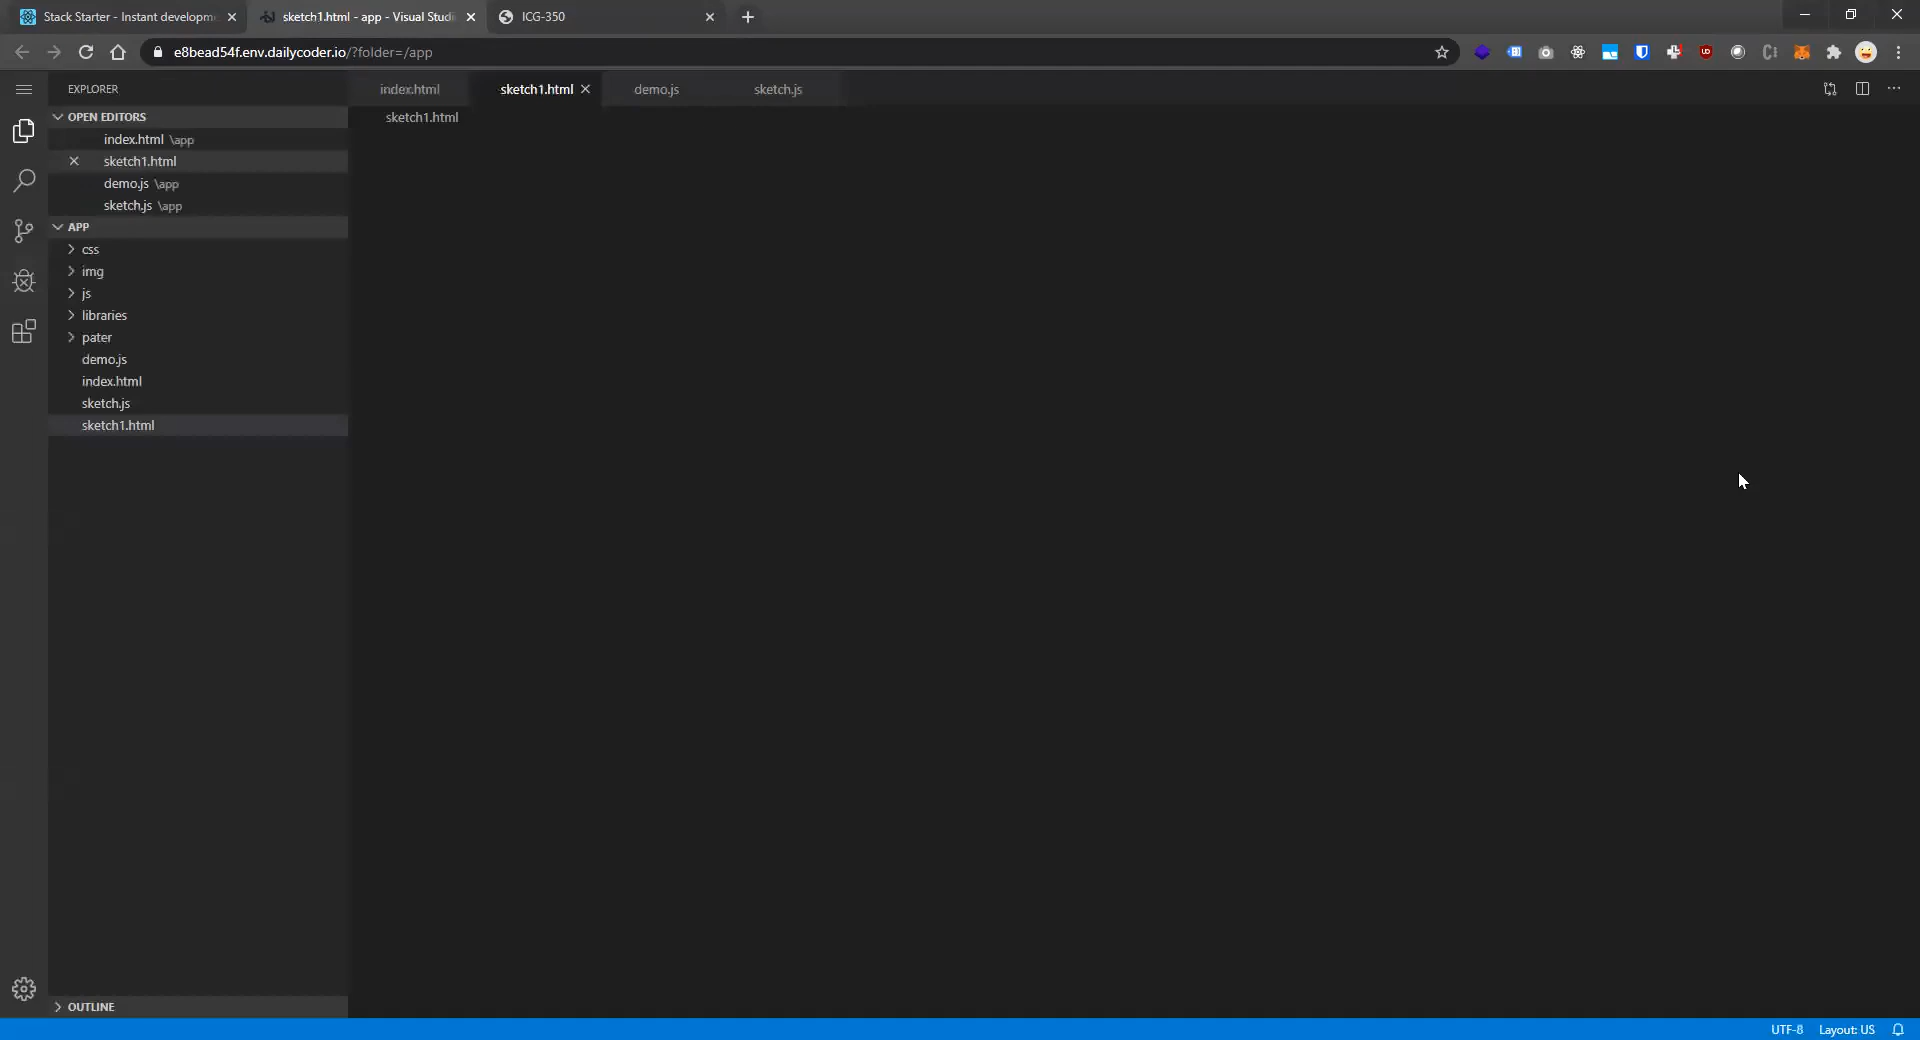 Stack Starter - Instant developm
sketch1.html - app - Visual Studi
ICG-350
e8bead54f.env.dailycoder.io/?folder=/app
EXPLORER
index.html
sketch1.html
demo.js
sketch.js
OPEN EDITORS
sketch1.html
index.html \app
sketch1.html
demo.js \app
sketch.js \app
APP
css
img
js
libraries
pater
demo.js
index.html
sketch.js
sketch1.html
OUTLINE
UTF-8 Layout: US